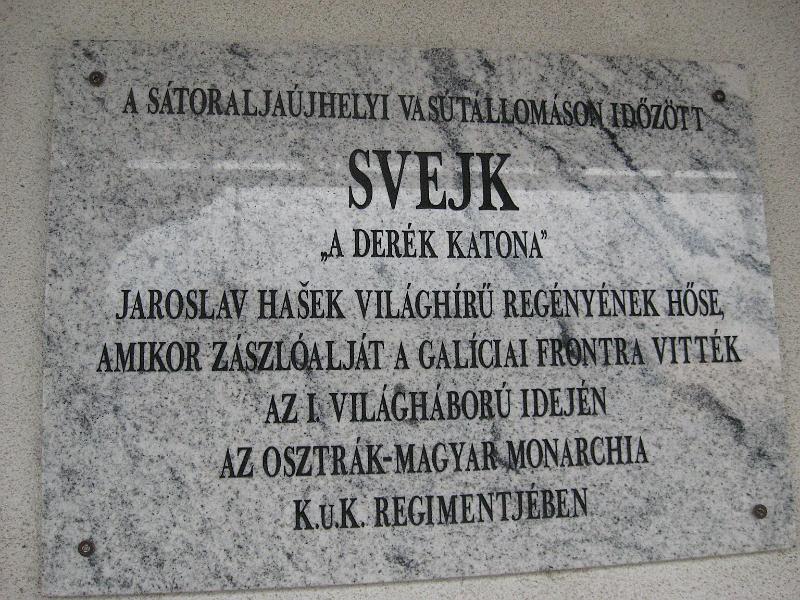 A SÁTORALJAÚJHELYI VASÚTÁLLOMÁSON IDŐZÖTT
SVEJK
„A DERÉK KATONA”
JAROSLAV HAŠEK VILÁGHÍRŰ REGÉNYÉNEK HŐSE,
AMIKOR ZÁSZLÓALJÁT A GALÍCIAI FRONTRA VITTÉK
AZ I. VILÁGHÁBORÚ IDEJÉN
AZ OSZTRÁK-MAGYAR MONARCHIA
K.u.K. REGIMENTJÉBEN